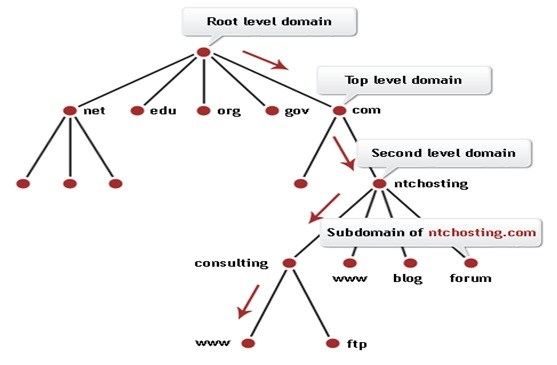 Root level domain
Top level domain
net
edu
org
gov
com
Second level domain
ntchosting
Subdomain of ntchosting.com
consulting
www
blog
forum
www
ftp